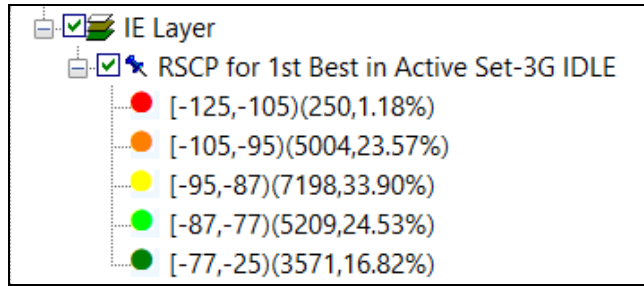 IE Layer
RSCP for 1st Best in Active Set-3G IDLE
[-125,-105)(250,1.18%)
[-105,-95)(5004,23.57%)
[-95,-87)(7198,33.90%)
[-87,-77)(5209,24.53%)
[-77,-25)(3571,16.82%)